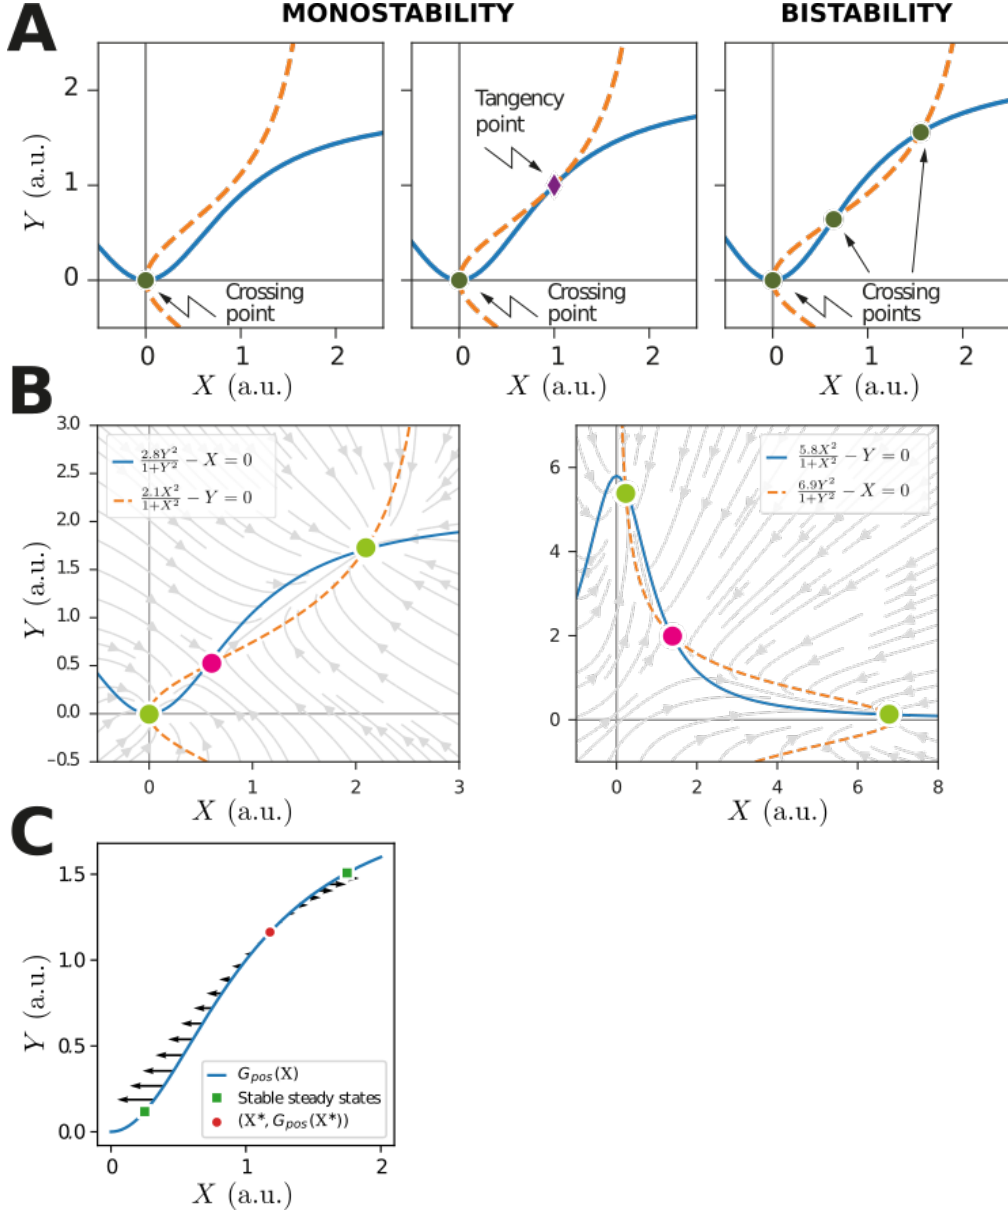 A
MONOSTABILITY
BISTABILITY
Y (a.u.)
2
1
0
Crossing
point
0
1
2
X (a.u.)
Tangency
point
Crossing
point
0
1
2
X (a.u.)
Crossing
points
0
1
2
X (a.u.)
B
Y (a.u.)
3.0
2.5
2.0
1.5
1.0
0.5
0.0
−0.5
2.8Y²/1+Y² − X = 0
2.1X²/1+X² − Y = 0
0
1
2
3
X (a.u.)
Y (a.u.)
6
4
2
0
5.8X²/1+X² − Y = 0
6.9Y²/1+Y² − X = 0
0
2
4
6
8
X (a.u.)
C
Y (a.u.)
1.5
1.0
0.5
0.0
G_pos(X)
Stable steady states
(X*, G_pos(X*))
0
1
2
X (a.u.)